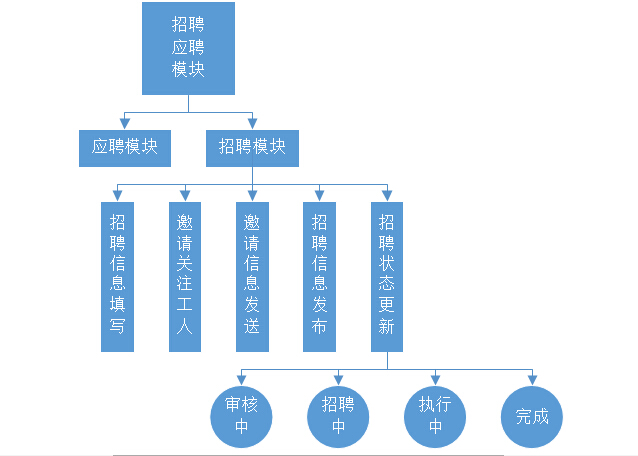 招聘
应聘
模块
应聘模块
招聘模块
招聘信息填写
邀请关注工人
邀请信息发送
招聘信息发布
招聘状态更新
审核
中
招聘
中
执行
中
完成